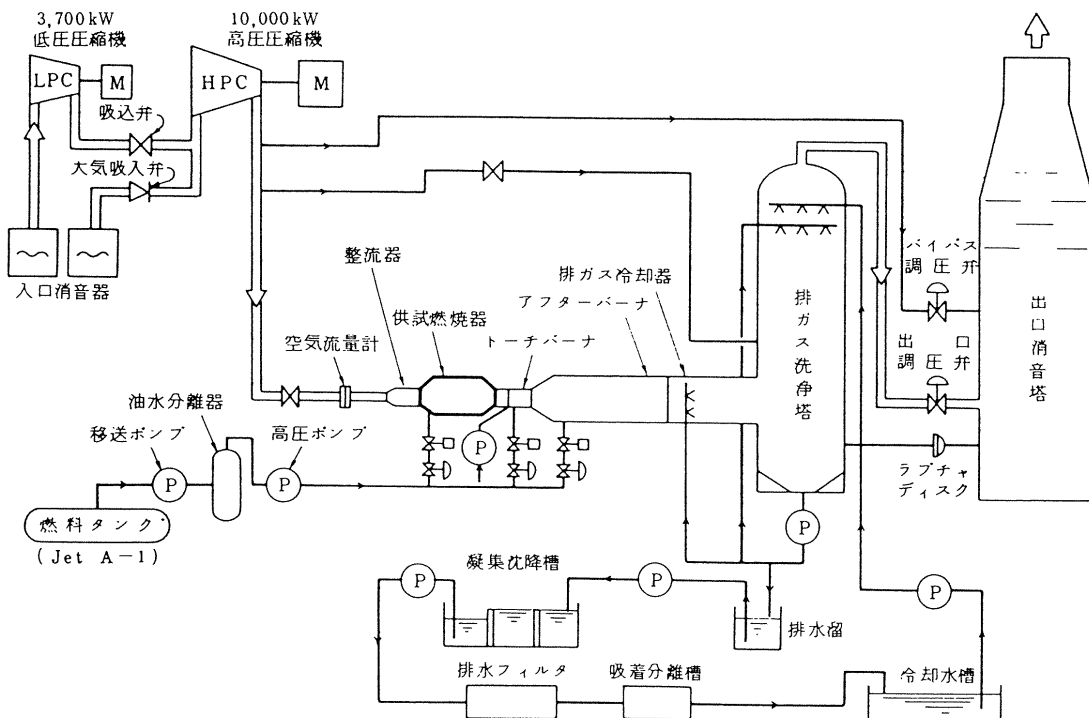 3,700kW
低圧圧縮機
10,000kW
高圧圧縮機
LPC
M
HPC
M
吸込弁
大気吸入弁
入口消音器
整流器
供試燃焼器
空気流量計
排ガス冷却器
アフターバーナ
トーチバーナ
排ガス洗浄塔
バイパス
調圧弁
出口
調圧弁
出口消音塔
ラプチャ
ディスク
油水分離器
移送ポンプ
高圧ポンプ
P
P
P
P
燃料タンク
(Jet A-1)
凝集沈降槽
P
P
P
排水溜
排水フィルタ
吸着分離槽
冷却水槽